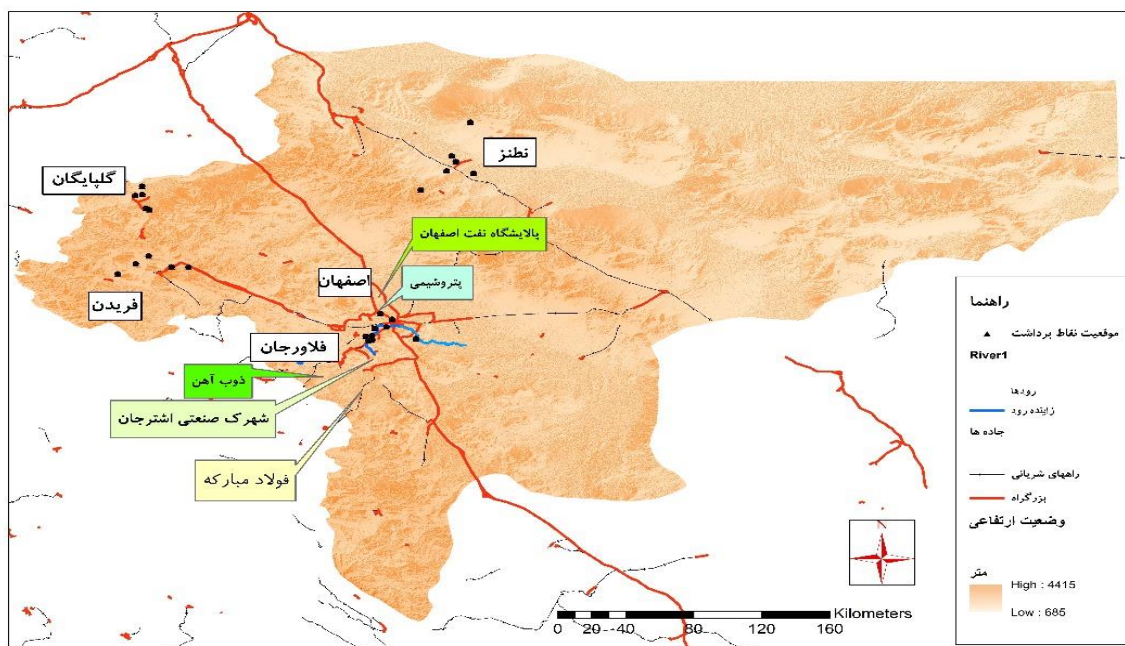 نطنز
گلپایگان
پالایشگاه نفت اصفهان
اصفهان
پتروشیمی
فریدن
فلاورجان
ذوب آهن
شهرک صنعتی اشترجان
فولاد مبارکه
راهنما
موقعیت نقاط برداشت
River1
رودها
زاینده رود
جاده ها
راههای شریانی
بزرگراه
وضعیت ارتفاعی
متر
High : 4415
Low : 685
N
Kilometers
0 20 40 80 120 160